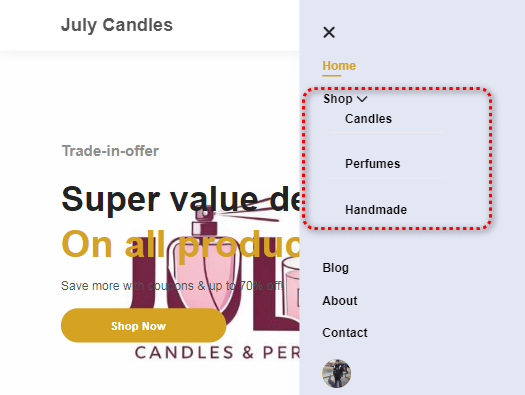 July Candles
Trade-in-offer
Super value de
On all produc
Save more with coupons & up to 70% off!
Shop Now
CANDLES & PER
Home
Shop
Candles
Perfumes
Handmade
Blog
About
Contact